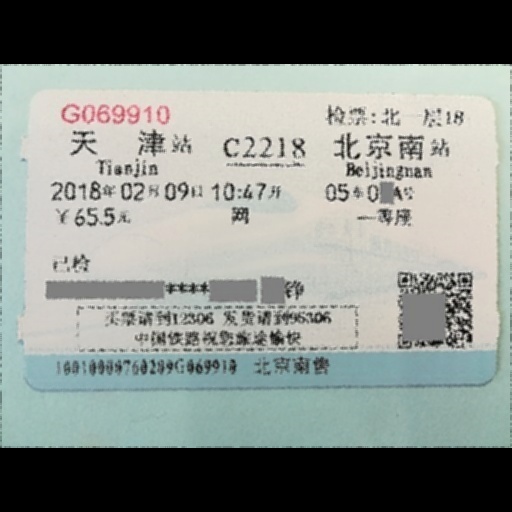 G069910 检票:北一层18
天津站 C2218 北京南站
Tianjin Beijingnan
2018年02月09日 10:47开 05车0 A号
￥65.5元 网 一等座
已检
**** 铮
买票请到12306 发货请到95306
中国铁路祝您旅途愉快
10010000760209G069910 北京南售